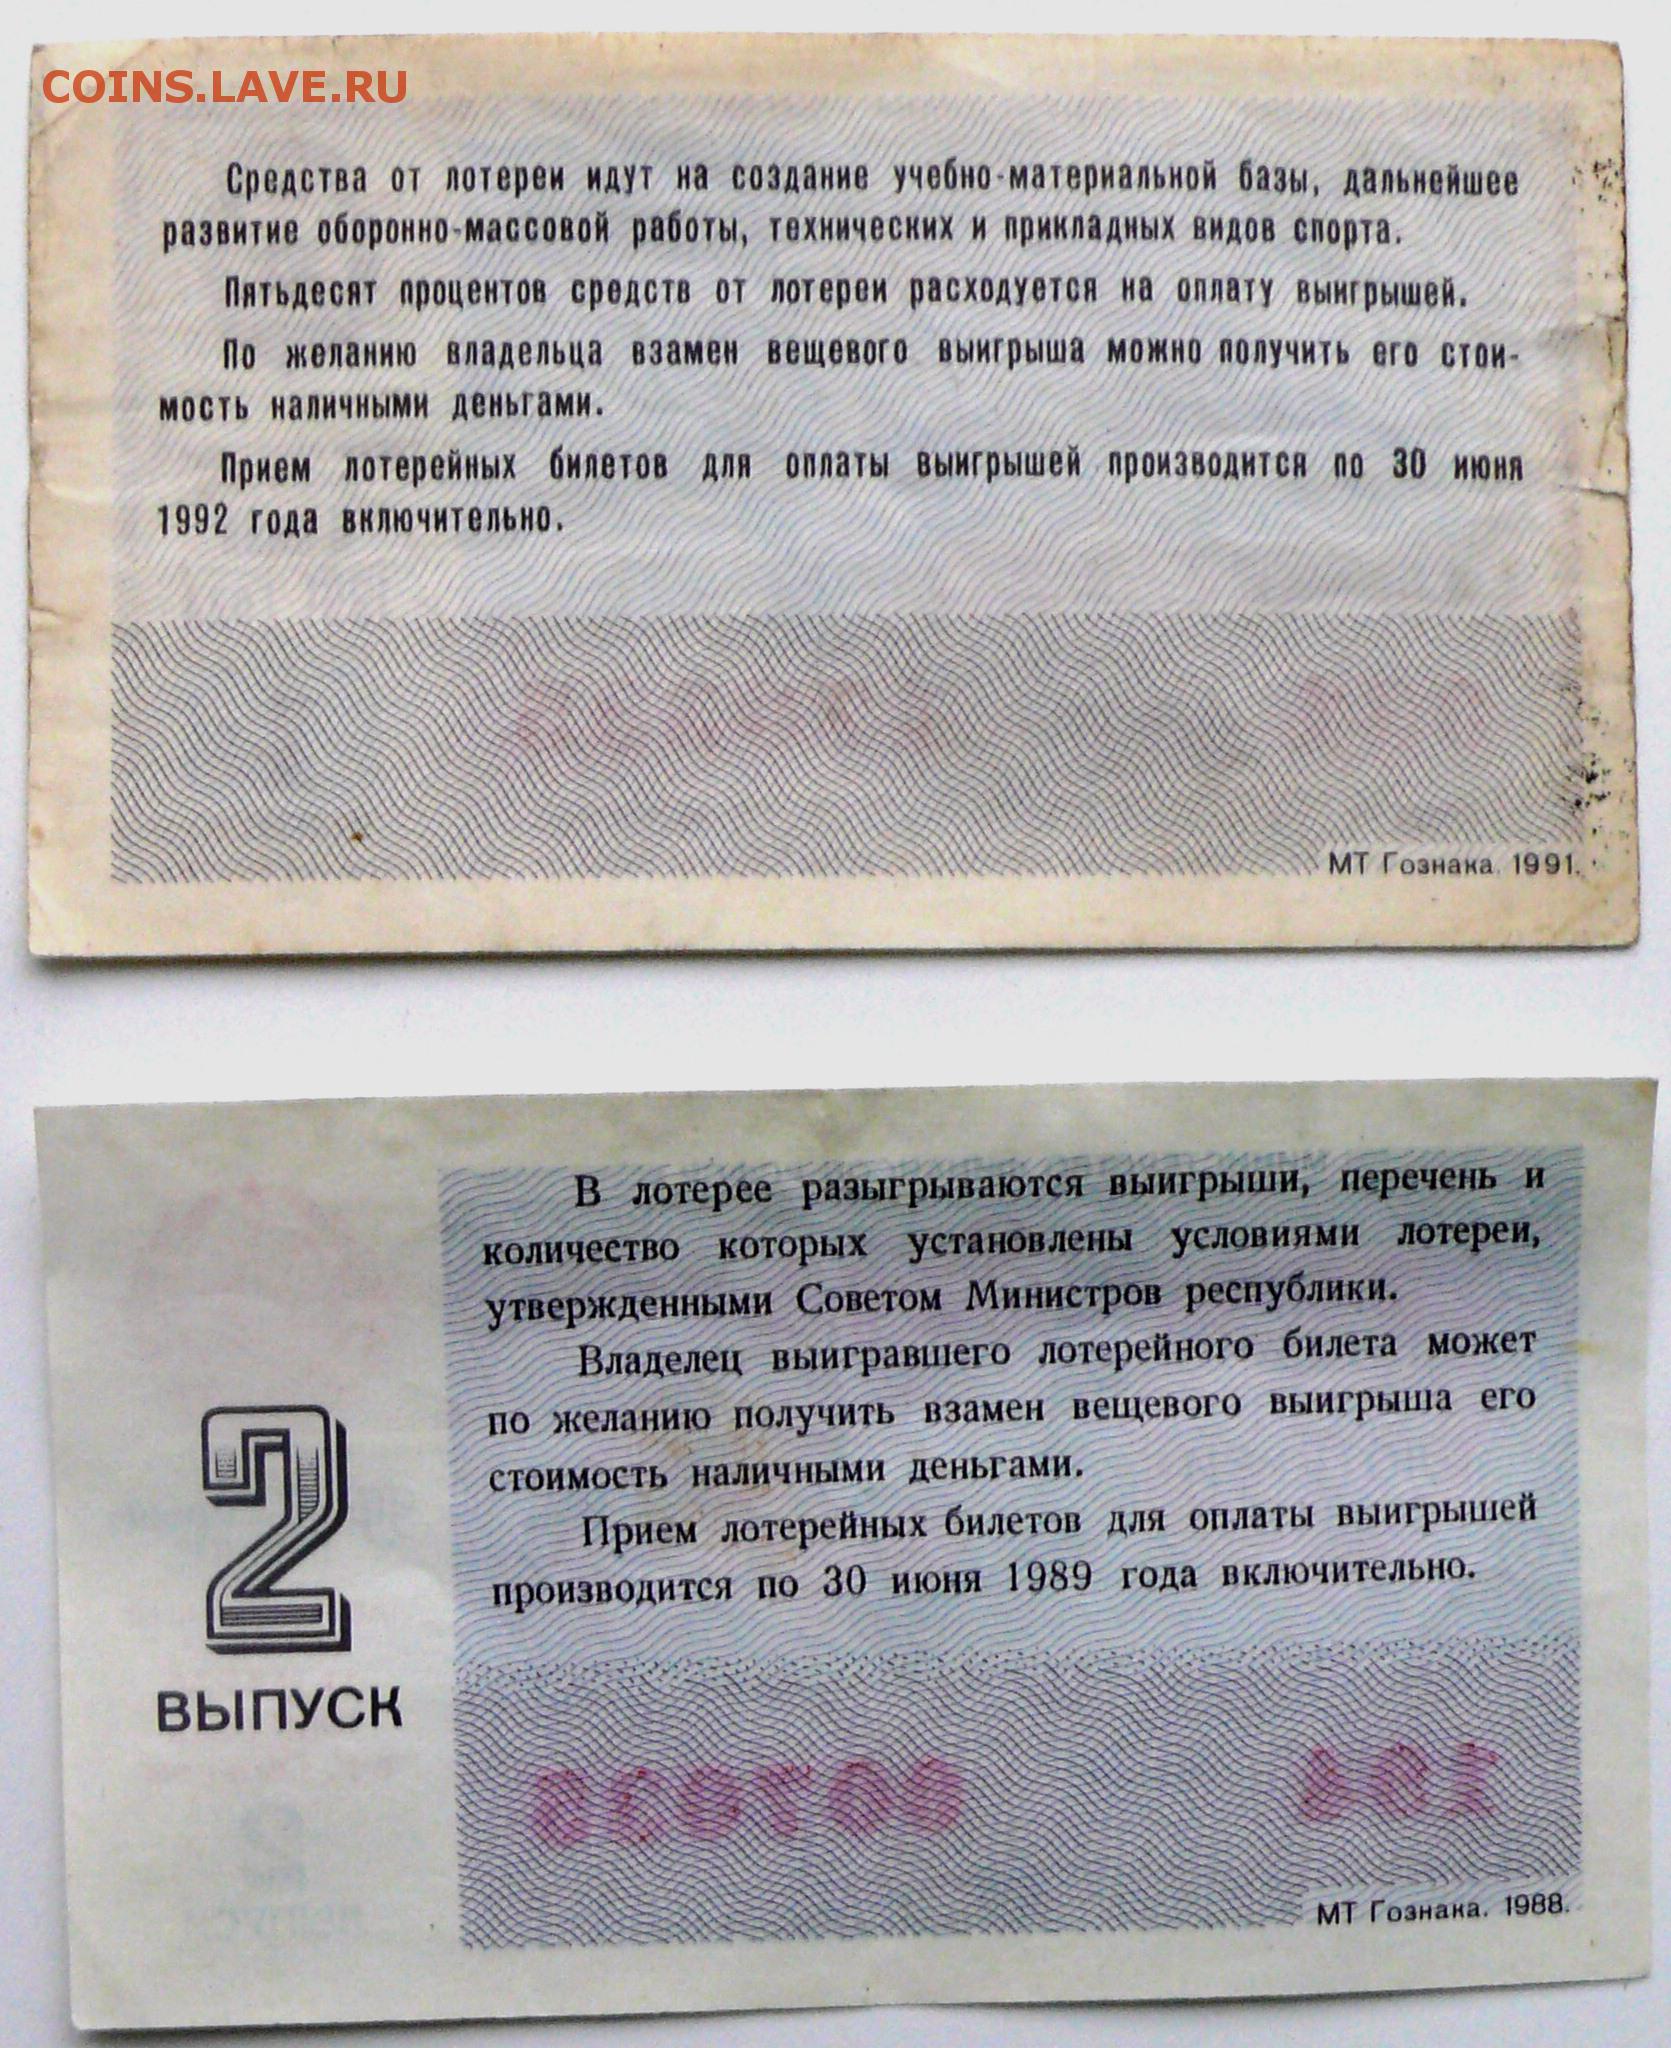 COINS.LAVE.RU
Средства от лотереи идут на создание учебно-материальной базы, дальнейшее
развитие оборонно-массовой работы, технических и прикладных видов спорта.
Пятьдесят процентов средств от лотереи расходуется на оплату выигрышей.
По желанию владельца взамен вещевого выигрыша можно получить его стои-
мость наличными деньгами.
Прием лотерейных билетов для оплаты выигрышей производится по 30 июня
1992 года включительно.
МТ Гознака. 1991.
В лотерее разыгрываются выигрыши, перечень и
количество которых установлены условиями лотереи,
утвержденными Советом Министров республики.
Владелец выигравшего лотерейного билета может
по желанию получить взамен вещевого выигрыша его
стоимость наличными деньгами.
Прием лотерейных билетов для оплаты выигрышей
производится по 30 июня 1989 года включительно.
2
ВЫПУСК
МТ Гознака. 1988.